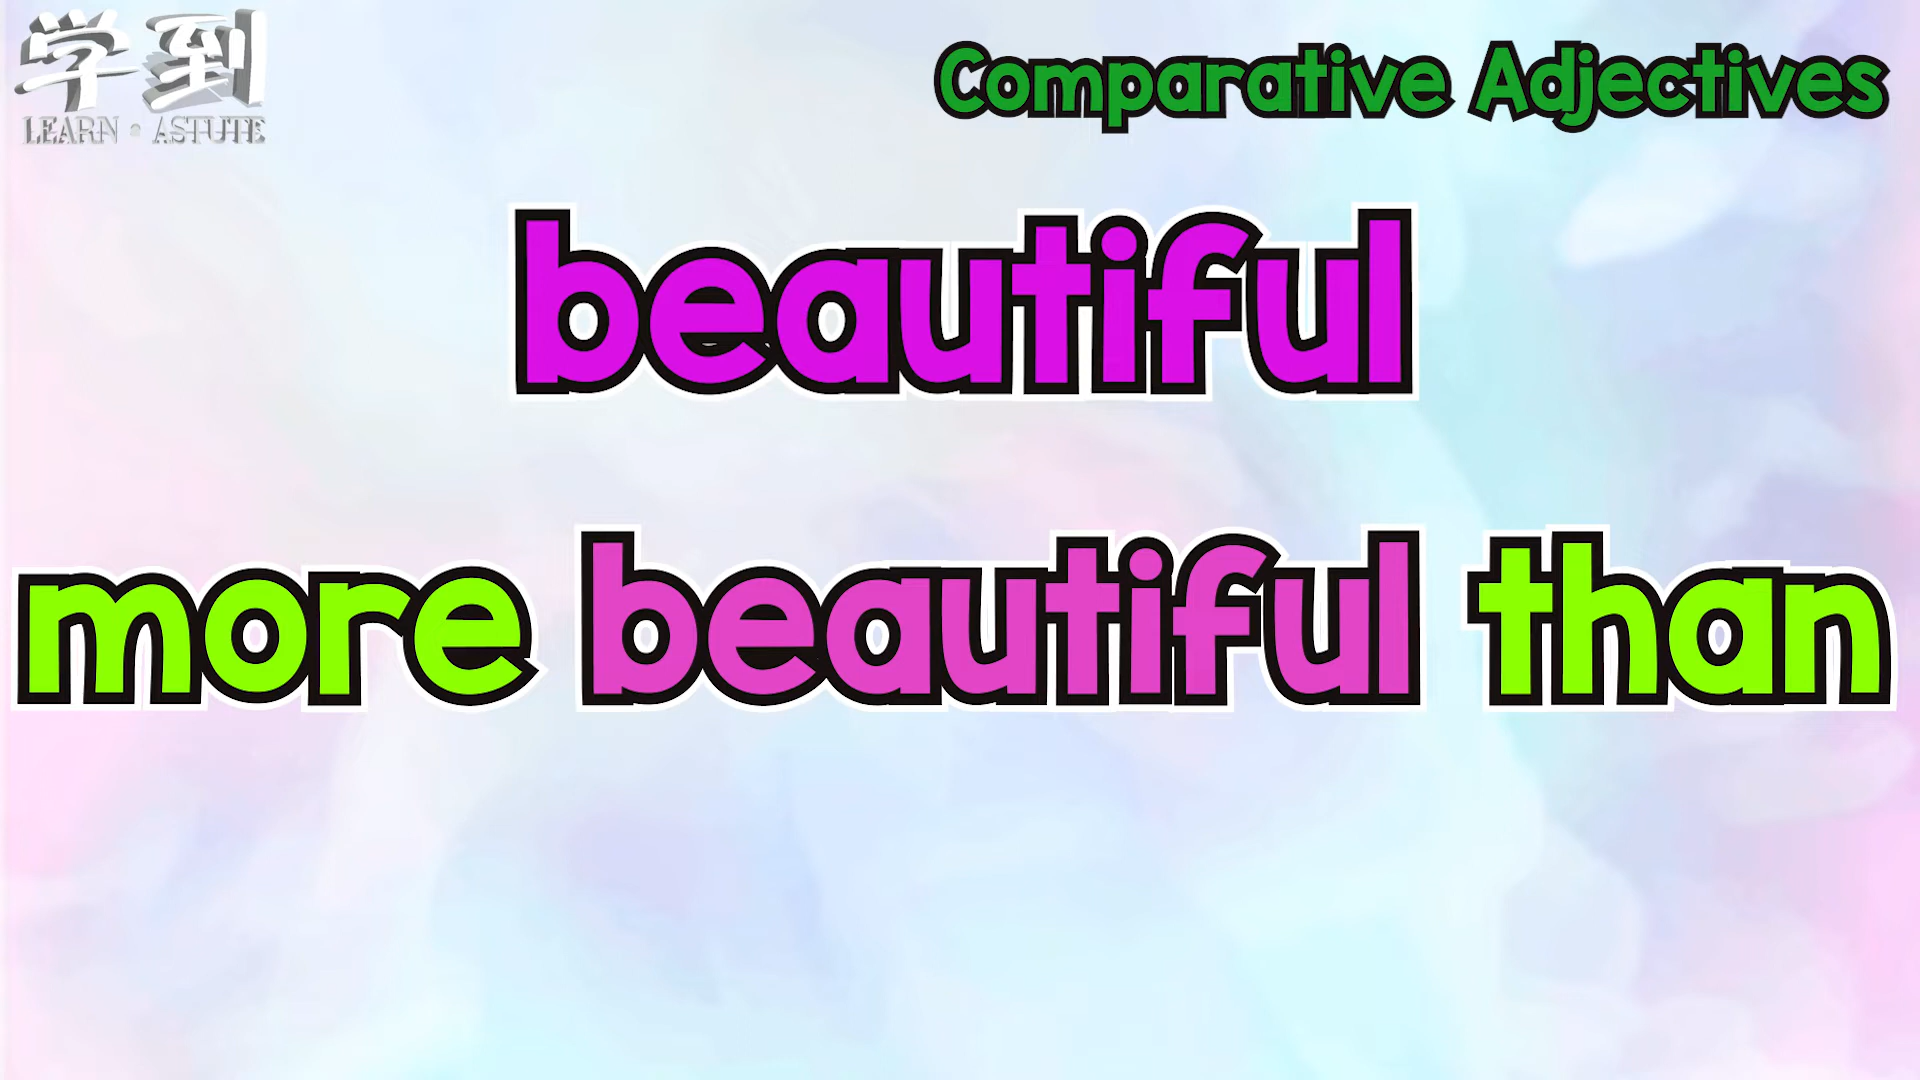 学到
LEARN • ASTUTE
Comparative Adjectives
beautiful
more beautiful than